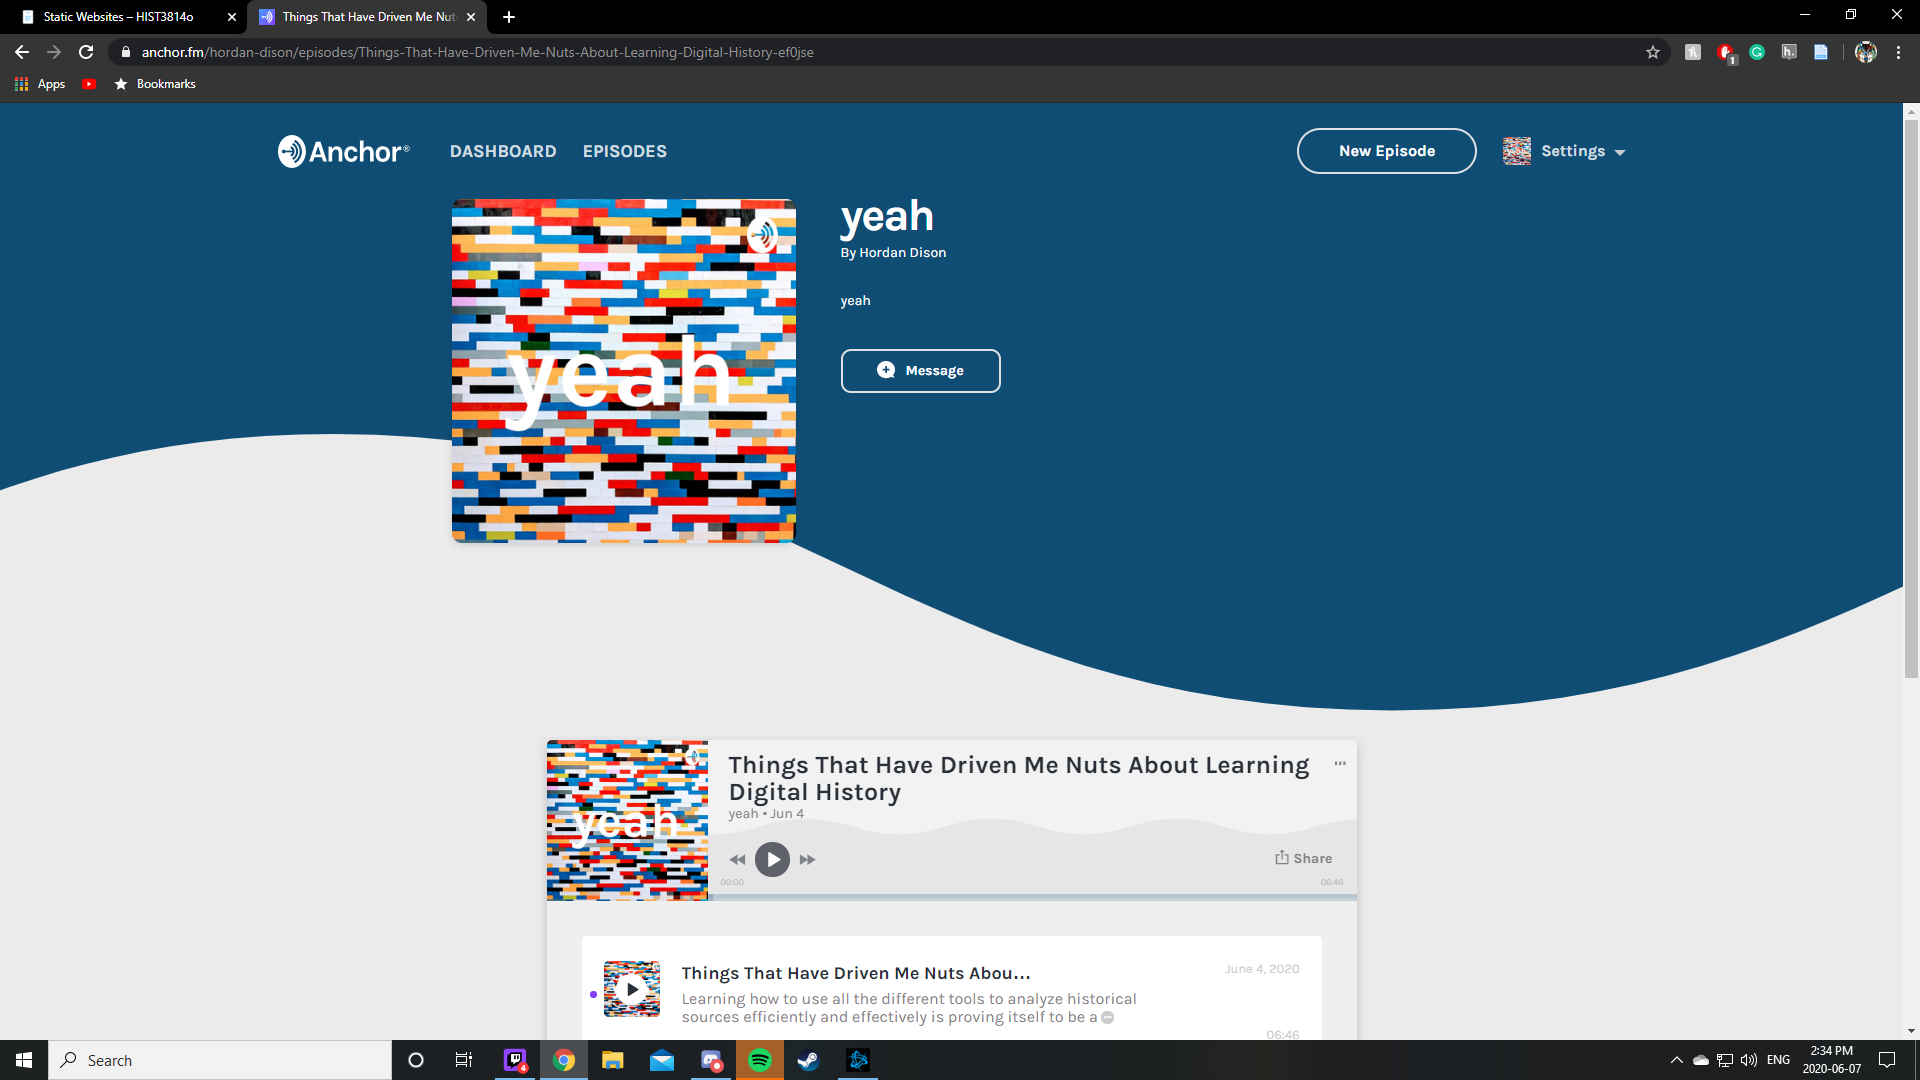 Static Websites – HIST3814o
Things That Have Driven Me Nut
anchor.fm/hordan-dison/episodes/Things-That-Have-Driven-Me-Nuts-About-Learning-Digital-History-ef0jse
1
Apps
Bookmarks
Anchor®
DASHBOARD
EPISODES
New Episode
Settings
yeah
yeah
By Hordan Dison
yeah
Message
yeah
Things That Have Driven Me Nuts About Learning
Digital History
yeah • Jun 4
Share
00:00
06:46
Things That Have Driven Me Nuts Abou...
June 4, 2020
Learning how to use all the different tools to analyze historical
sources efficiently and effectively is proving itself to be a
06:46
Search
4
ENG
2:34 PM
2020-06-07